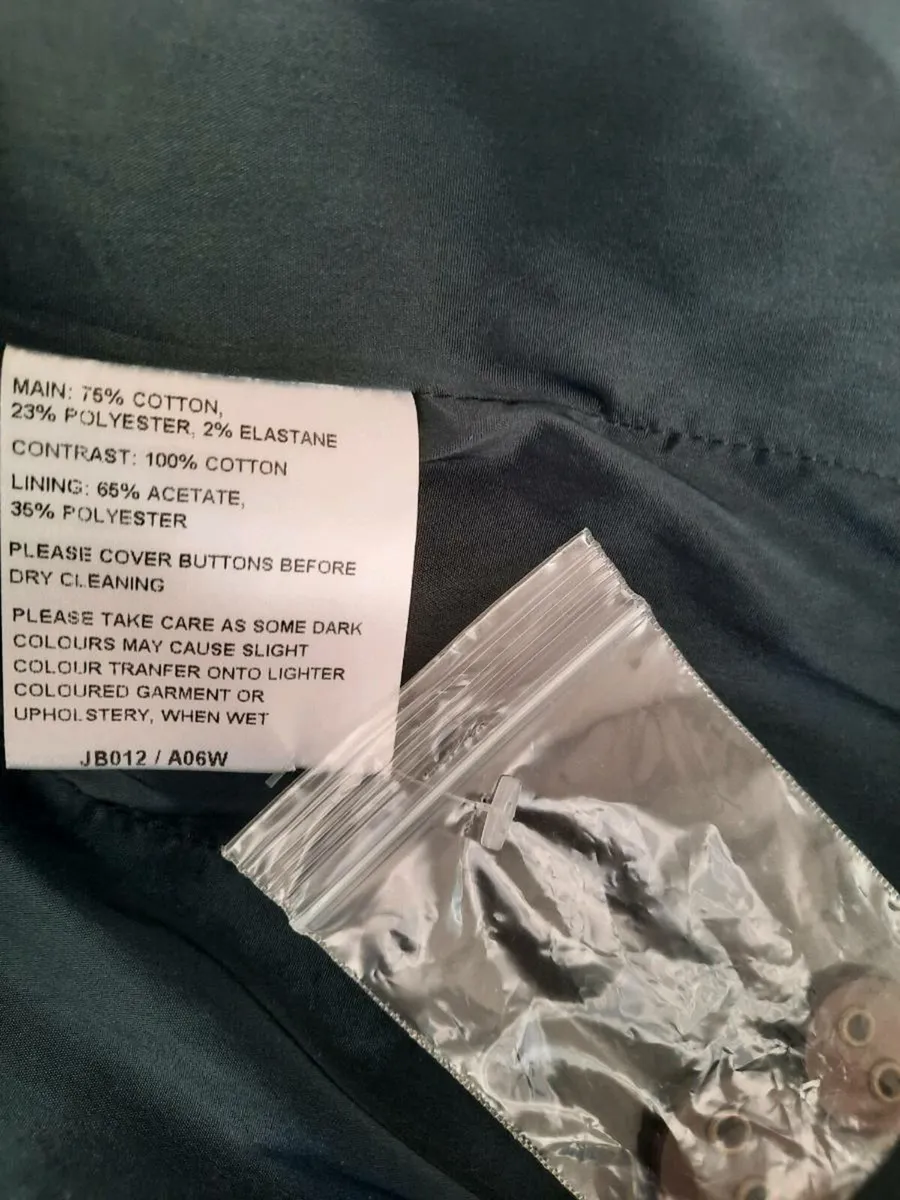 MAIN: 75% COTTON,
23% POLYESTER, 2% ELASTANE
CONTRAST: 100% COTTON
LINING: 65% ACETATE,
35% POLYESTER
PLEASE COVER BUTTONS BEFORE
DRY CLEANING
PLEASE TAKE CARE AS SOME DARK
COLOURS MAY CAUSE SLIGHT
COLOUR TRANFER ONTO LIGHTER
COLOURED GARMENT OR
UPHOLSTERY, WHEN WET
JB012 / A06W